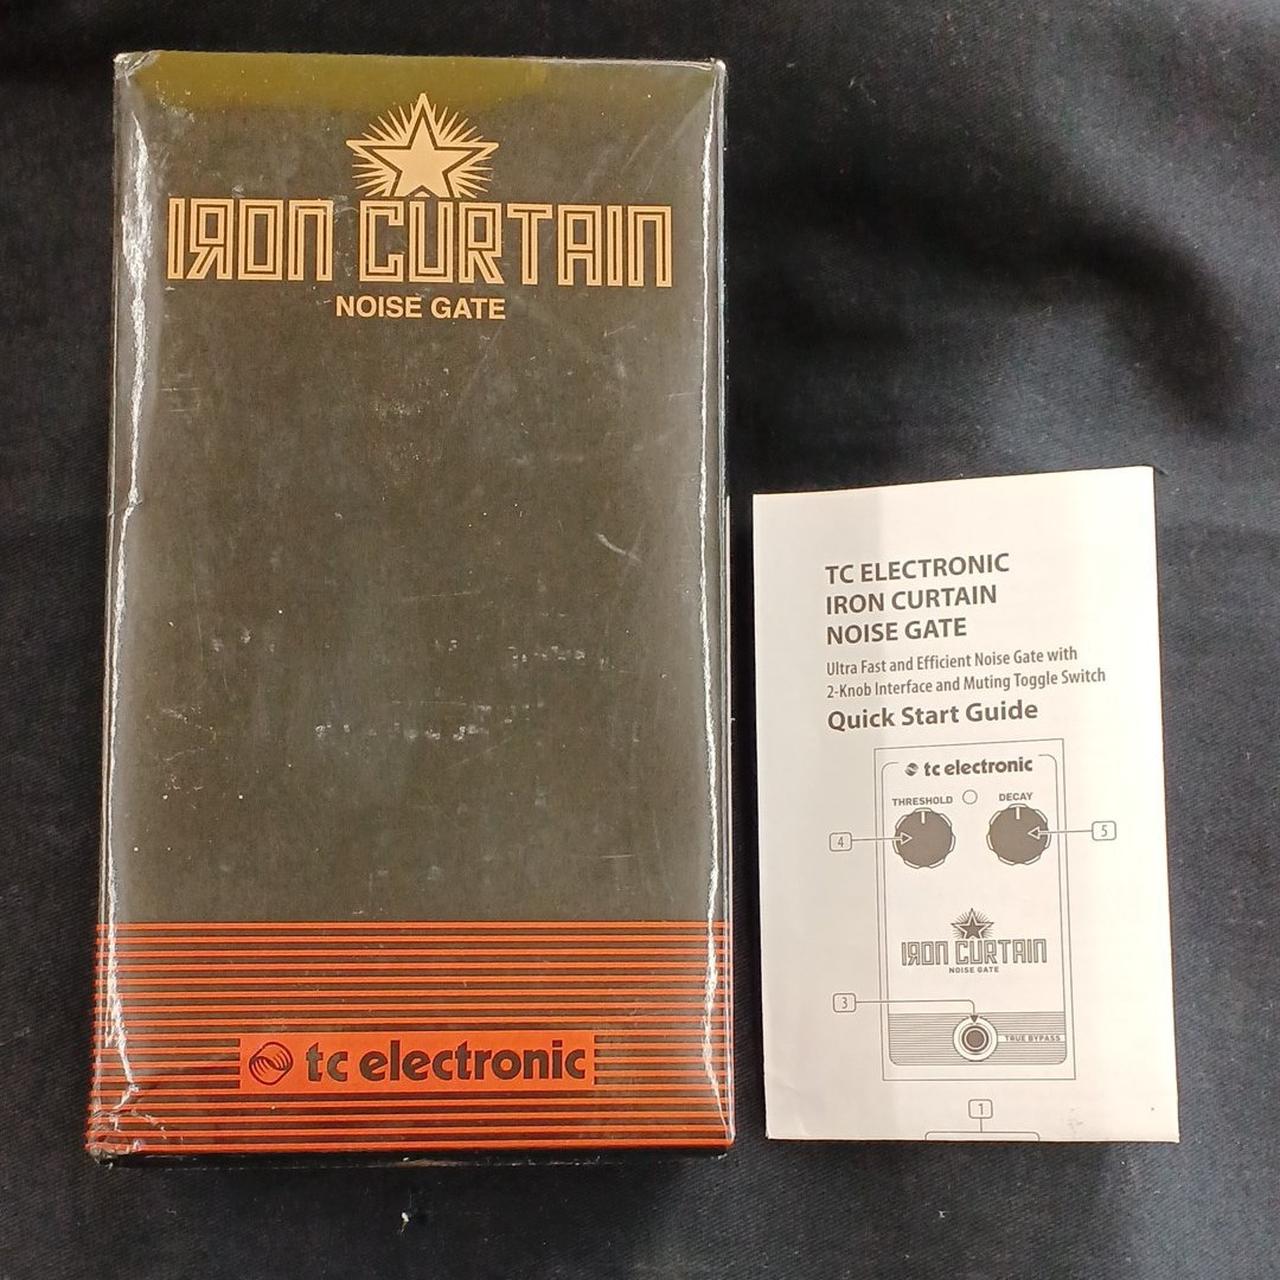 IRON CURTAIN
NOISE GATE
tc electronic
TC ELECTRONIC
IRON CURTAIN
NOISE GATE
Ultra Fast and Efficient Noise Gate with
2-Knob Interface and Muting Toggle Switch
Quick Start Guide
tc electronic
THRESHOLD
DECAY
4
5
IRON CURTAIN
NOISE GATE
3
TRUE BYPASS
1